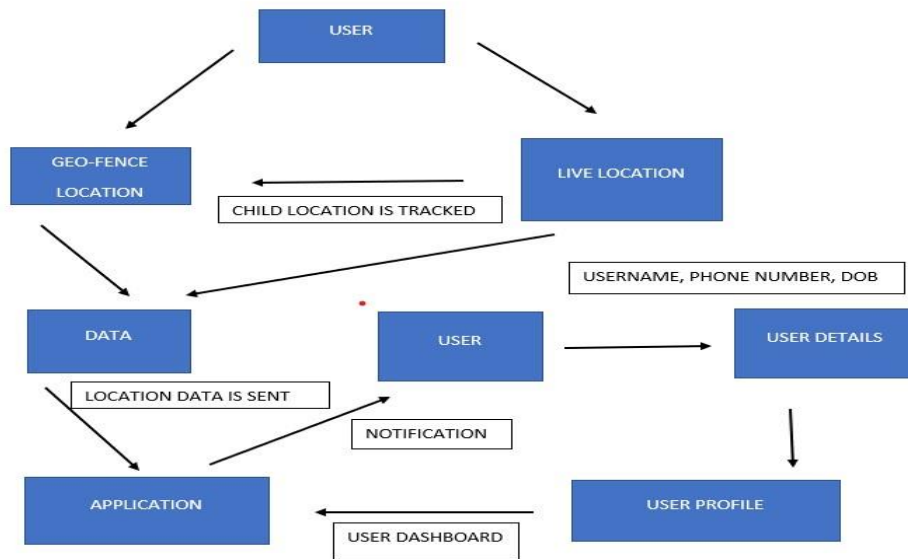 USER
GEO-FENCE
LOCATION
LIVE LOCATION
CHILD LOCATION IS TRACKED
USERNAME, PHONE NUMBER, DOB
DATA
USER
USER DETAILS
LOCATION DATA IS SENT
NOTIFICATION
APPLICATION
USER PROFILE
USER DASHBOARD